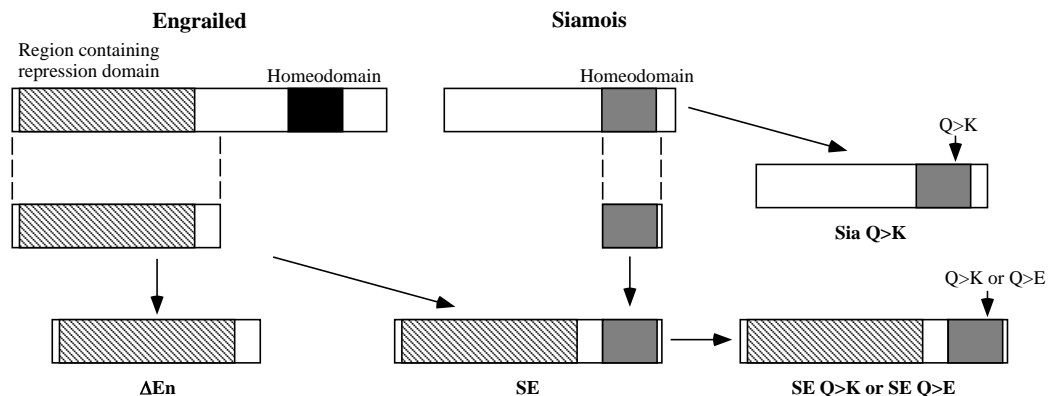 Engrailed
Siamois
Region containing
repression domain
Homeodomain
Homeodomain
Q>K
Sia Q>K
Q>K or Q>E
ΔEn
SE
SE Q>K or SE Q>E